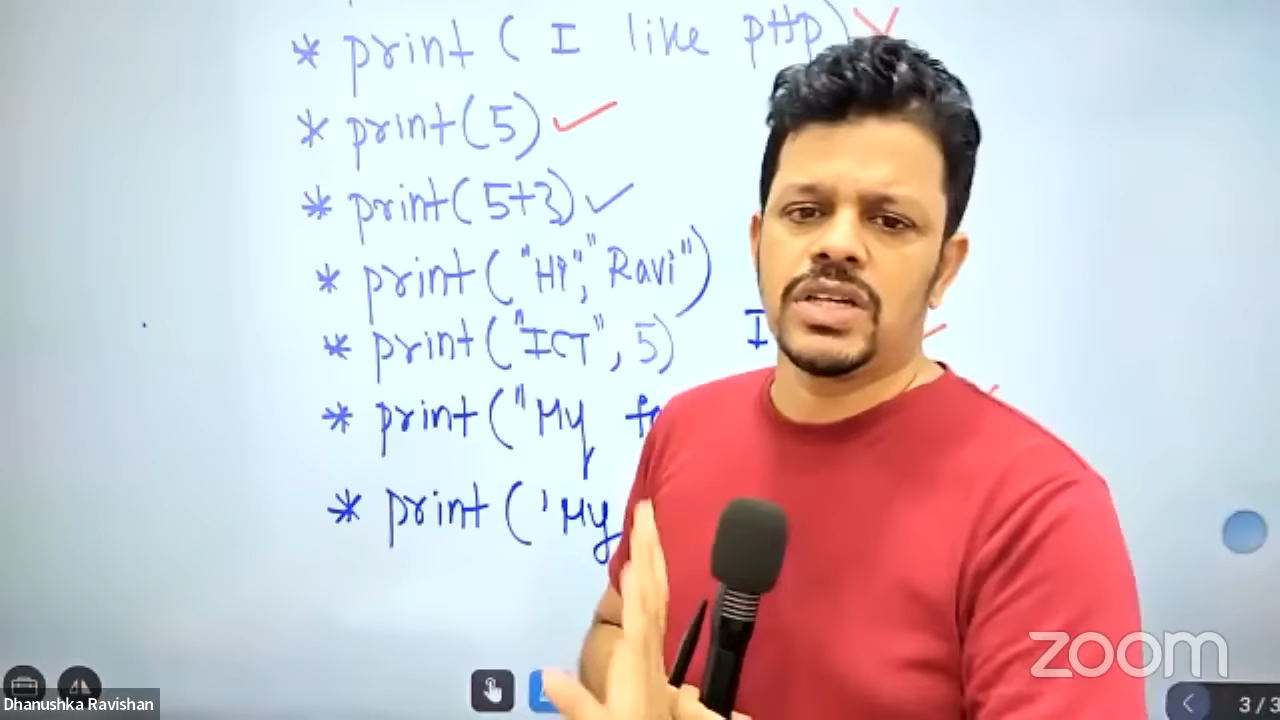 * print ( I like pHp) ×
* print(5) ✓
* print( 5+3) ✓
* print ( "Hi", "Ravi")
* print ("ICT", 5) I
* print ("My
* print ('My
zoom
Dhanushka Ravishan
3 / 3